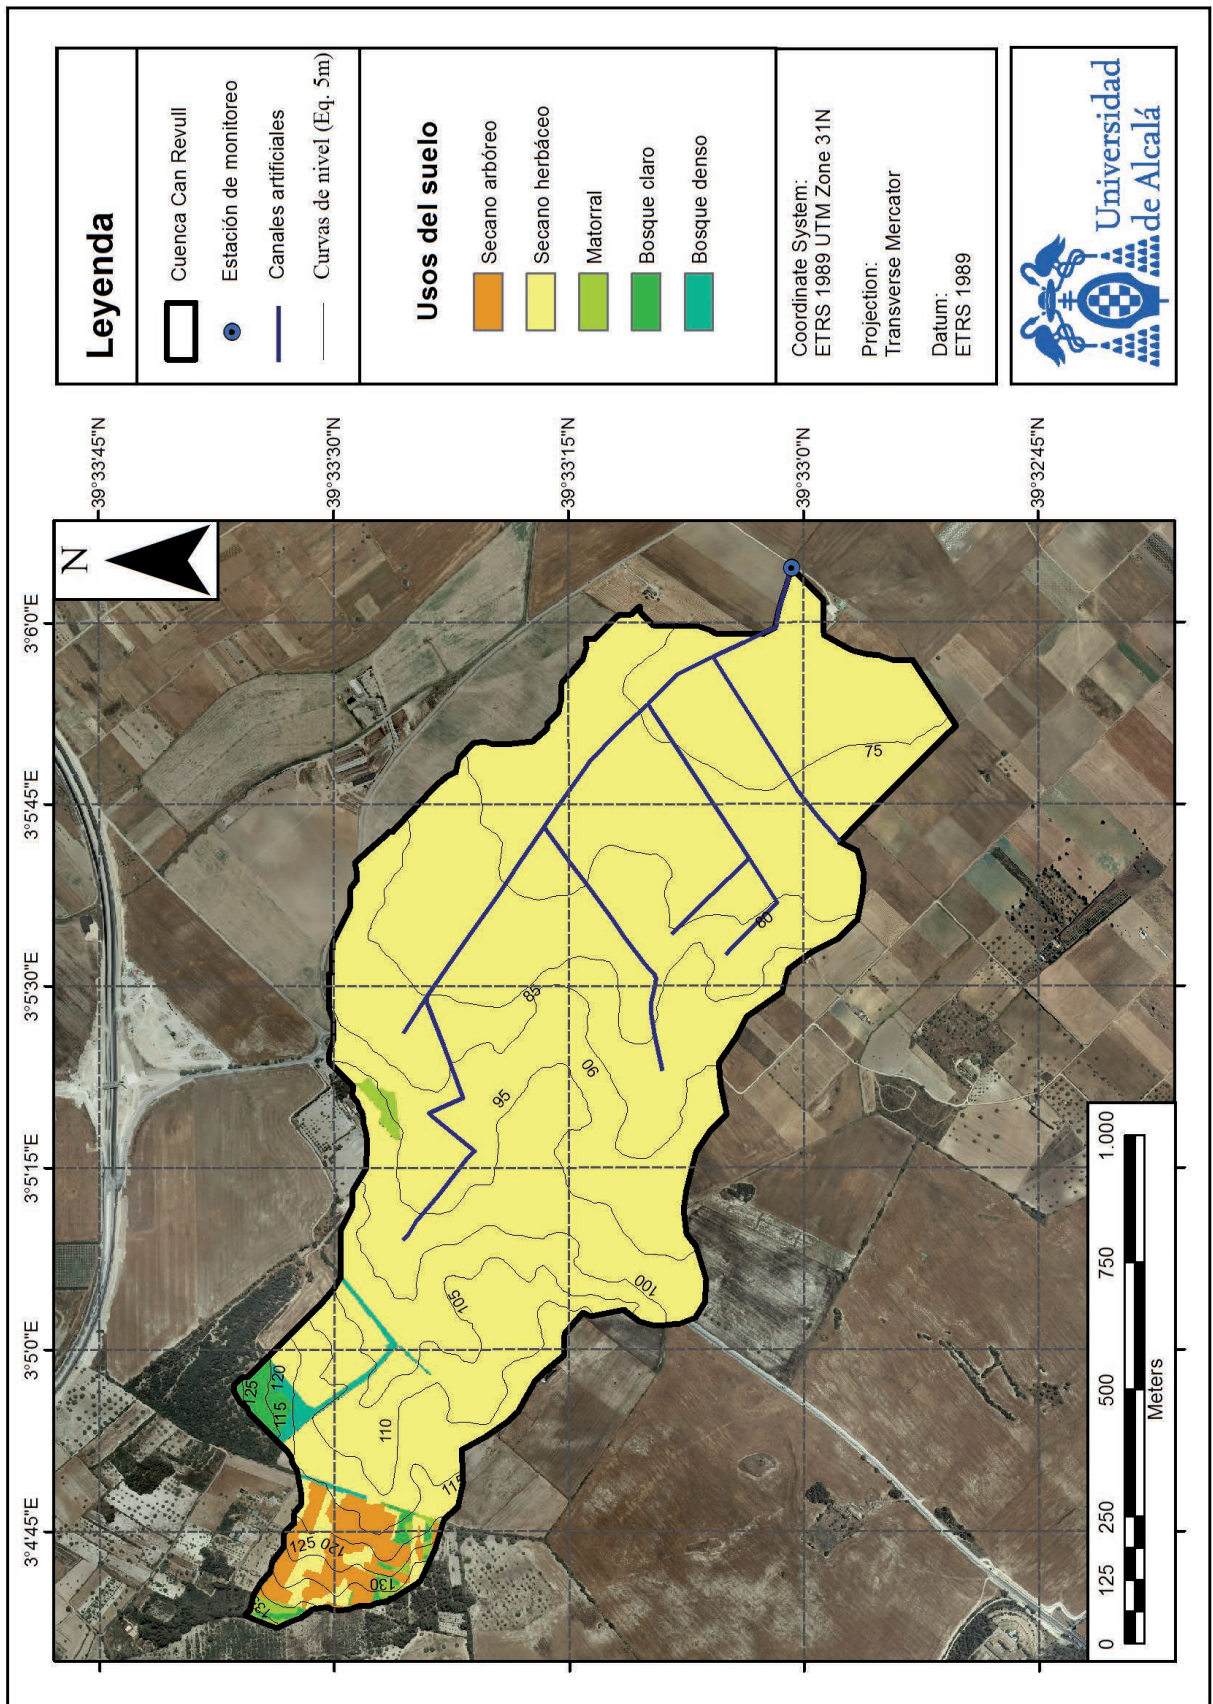 Leyenda
Cuenca Can Revull
Estación de monitoreo
Canales artificiales
Curvas de nivel (Eq. 5m)
Usos del suelo
Secano arbóreo
Secano herbáceo
Matorral
Bosque claro
Bosque denso
Coordinate System:
ETRS 1989 UTM Zone 31N
Projection:
Transverse Mercator
Datum:
ETRS 1989
Universidad
de Alcalá
3°4'45"E
3°5'0"E
3°5'15"E
3°5'30"E
3°5'45"E
3°6'0"E
N
39°33'45"N
39°33'30"N
39°33'15"N
39°33'0"N
39°32'45"N
125
120
130
125
120
115
115
110
105
100
95
90
85
80
75
0
125
250
500
750
1.000
Meters